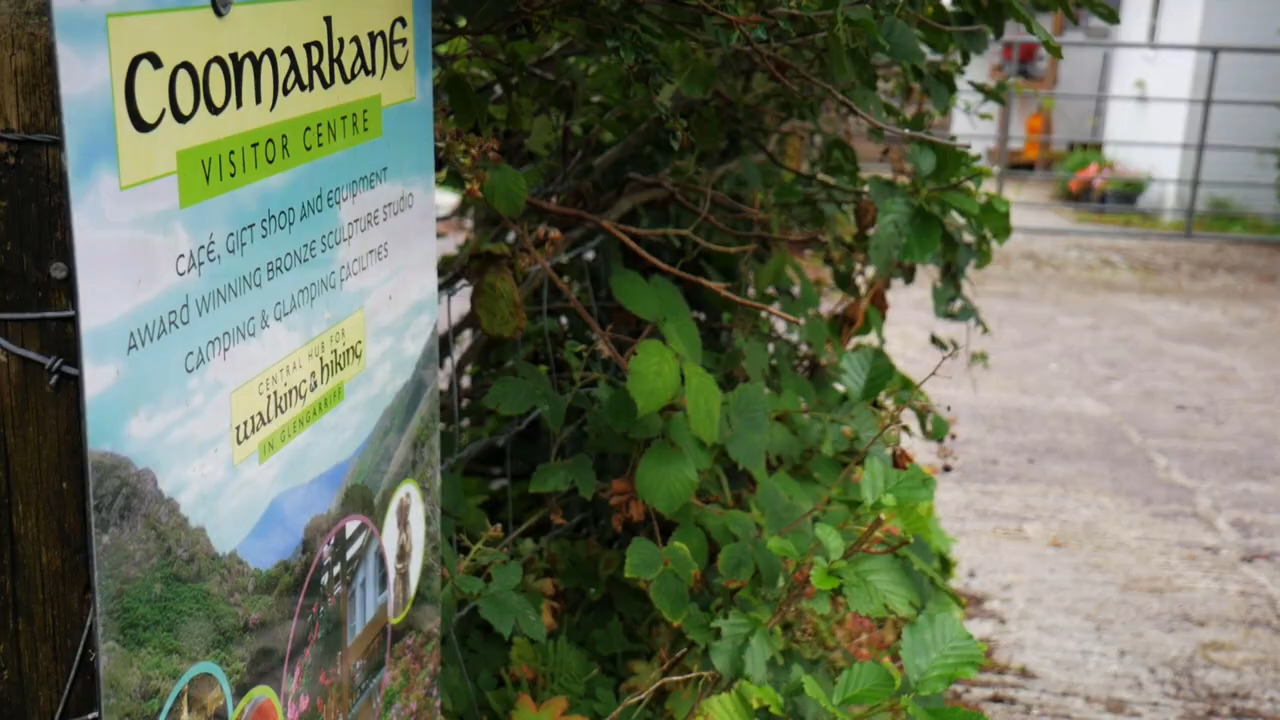 COOMARKANE
VISITOR CENTRE
CAFÉ, GIFT SHOP AND EQUIPMENT
AWARD WINNING BRONZE SCULPTURE STUDIO
CAMPING & GLAMPING FACILITIES
CENTRAL HUB FOR
walking & hiking
IN GLENGARRIFF